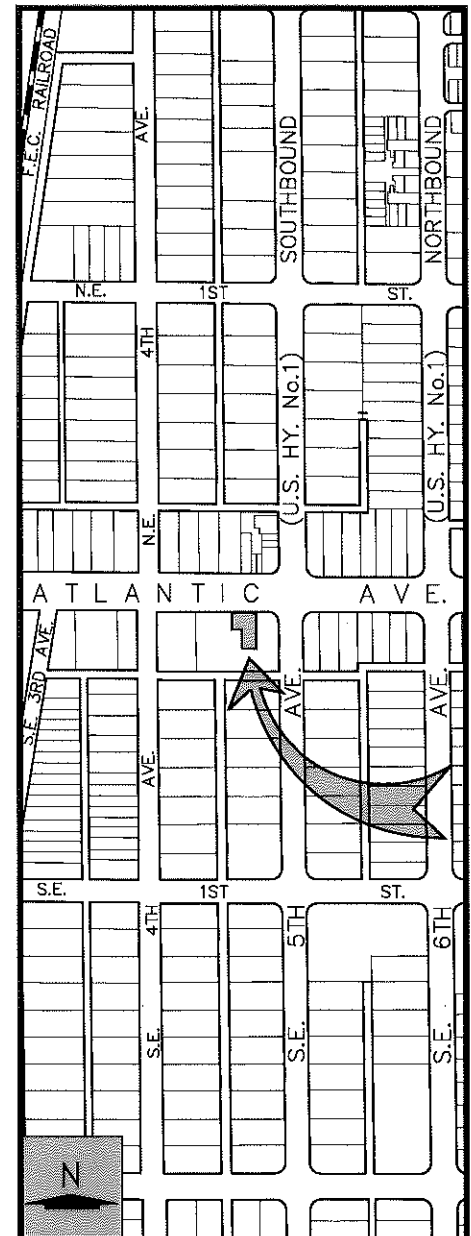 F.E.C. RAILROAD
AVE.
SOUTHBOUND
NORTHBOUND
N.E. 1ST ST.
4TH
(U.S. HY. No.1)
(U.S. HY. No.1)
N.E.
ATLANTIC AVE.
S.E. 3RD AVE.
AVE.
AVE.
AVE.
S.E. 1ST ST.
4TH
5TH
6TH
S.E.
S.E.
S.E.
N